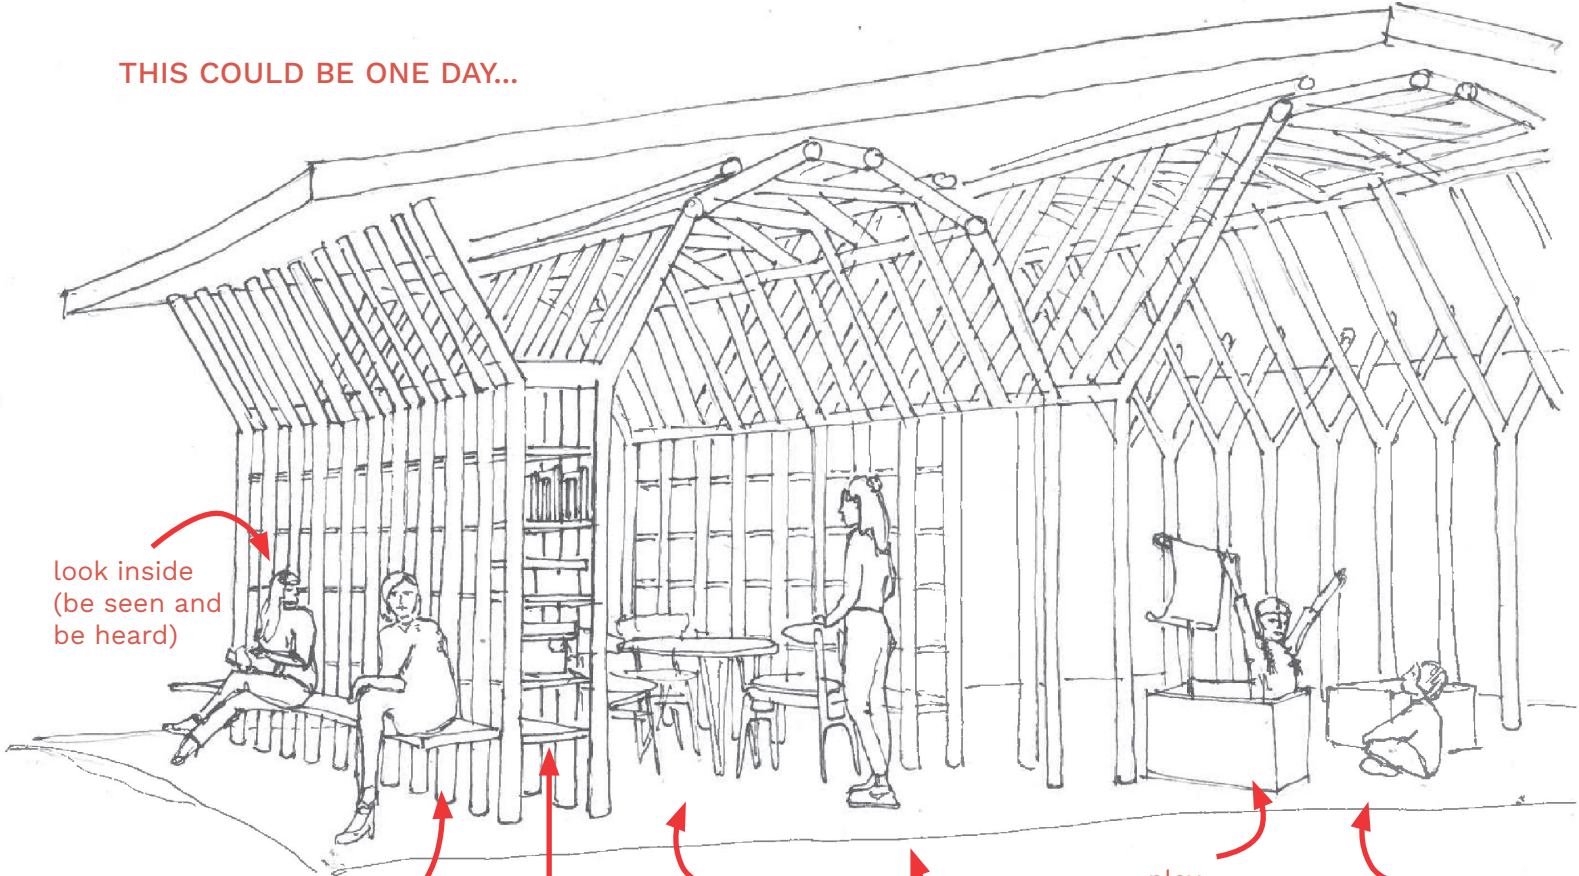 THIS COULD BE ONE DAY...
look inside
(be seen and
be heard)